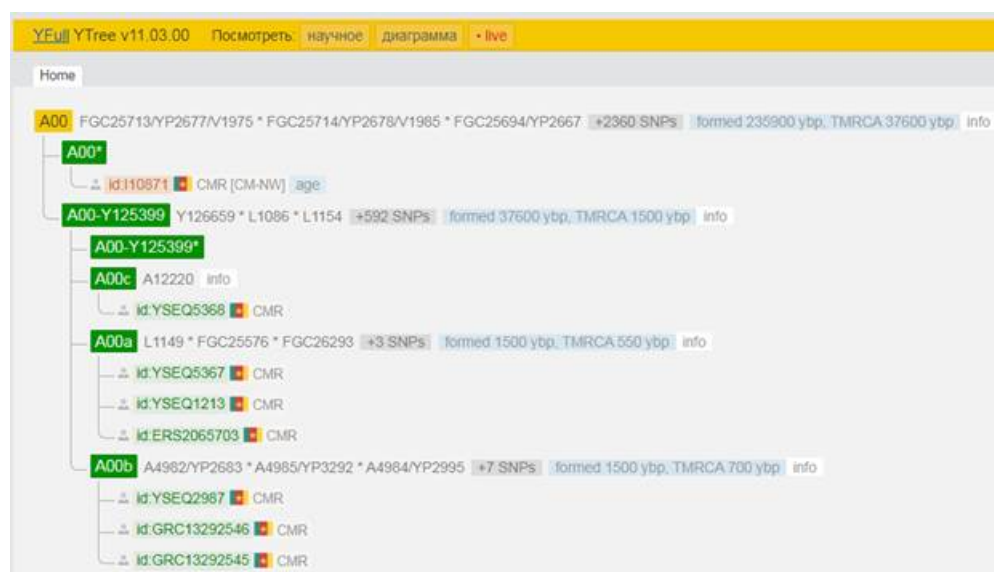 YFull YTree v11.03.00 Посмотреть: научное диаграмма • live
Home
A00 FGC25713/YP2677/V1975 * FGC25714/YP2678/V1985 * FGC25694/YP2667 +2360 SNPs formed 235900 ybp, TMRCA 37600 ybp info
A00*
id:I10871 CMR [CM-NW] age
A00-Y125399 Y126659 * L1086 * L1154 +592 SNPs formed 37600 ybp, TMRCA 1500 ybp info
A00-Y125399*
A00c A12220 info
id:YSEQ5368 CMR
A00a L1149 * FGC25576 * FGC26293 +3 SNPs formed 1500 ybp, TMRCA 550 ybp info
id:YSEQ5367 CMR
id:YSEQ1213 CMR
id:ERS2065703 CMR
A00b A4982/YP2683 * A4985/YP3292 * A4984/YP2995 +7 SNPs formed 1500 ybp, TMRCA 700 ybp info
id:YSEQ2987 CMR
id:GRC13292546 CMR
id:GRC13292545 CMR